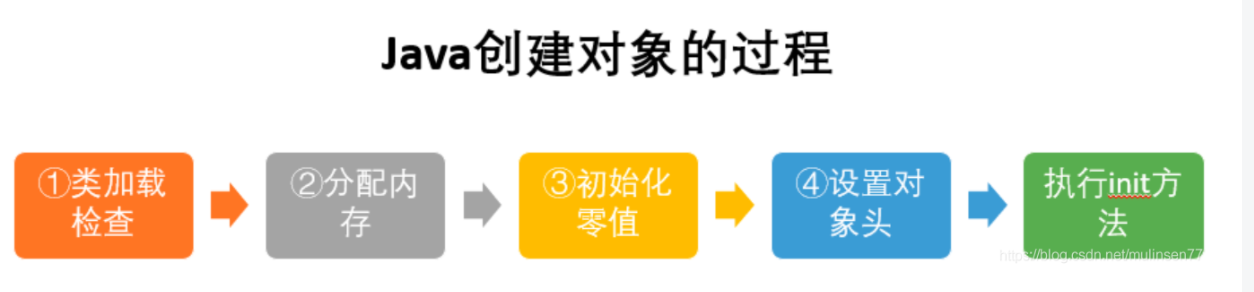 Java创建对象的过程
①类加载
检查
②分配内
存
③初始化
零值
④设置对
象头
执行init方
法
https://blog.csdn.net/mulinsen77